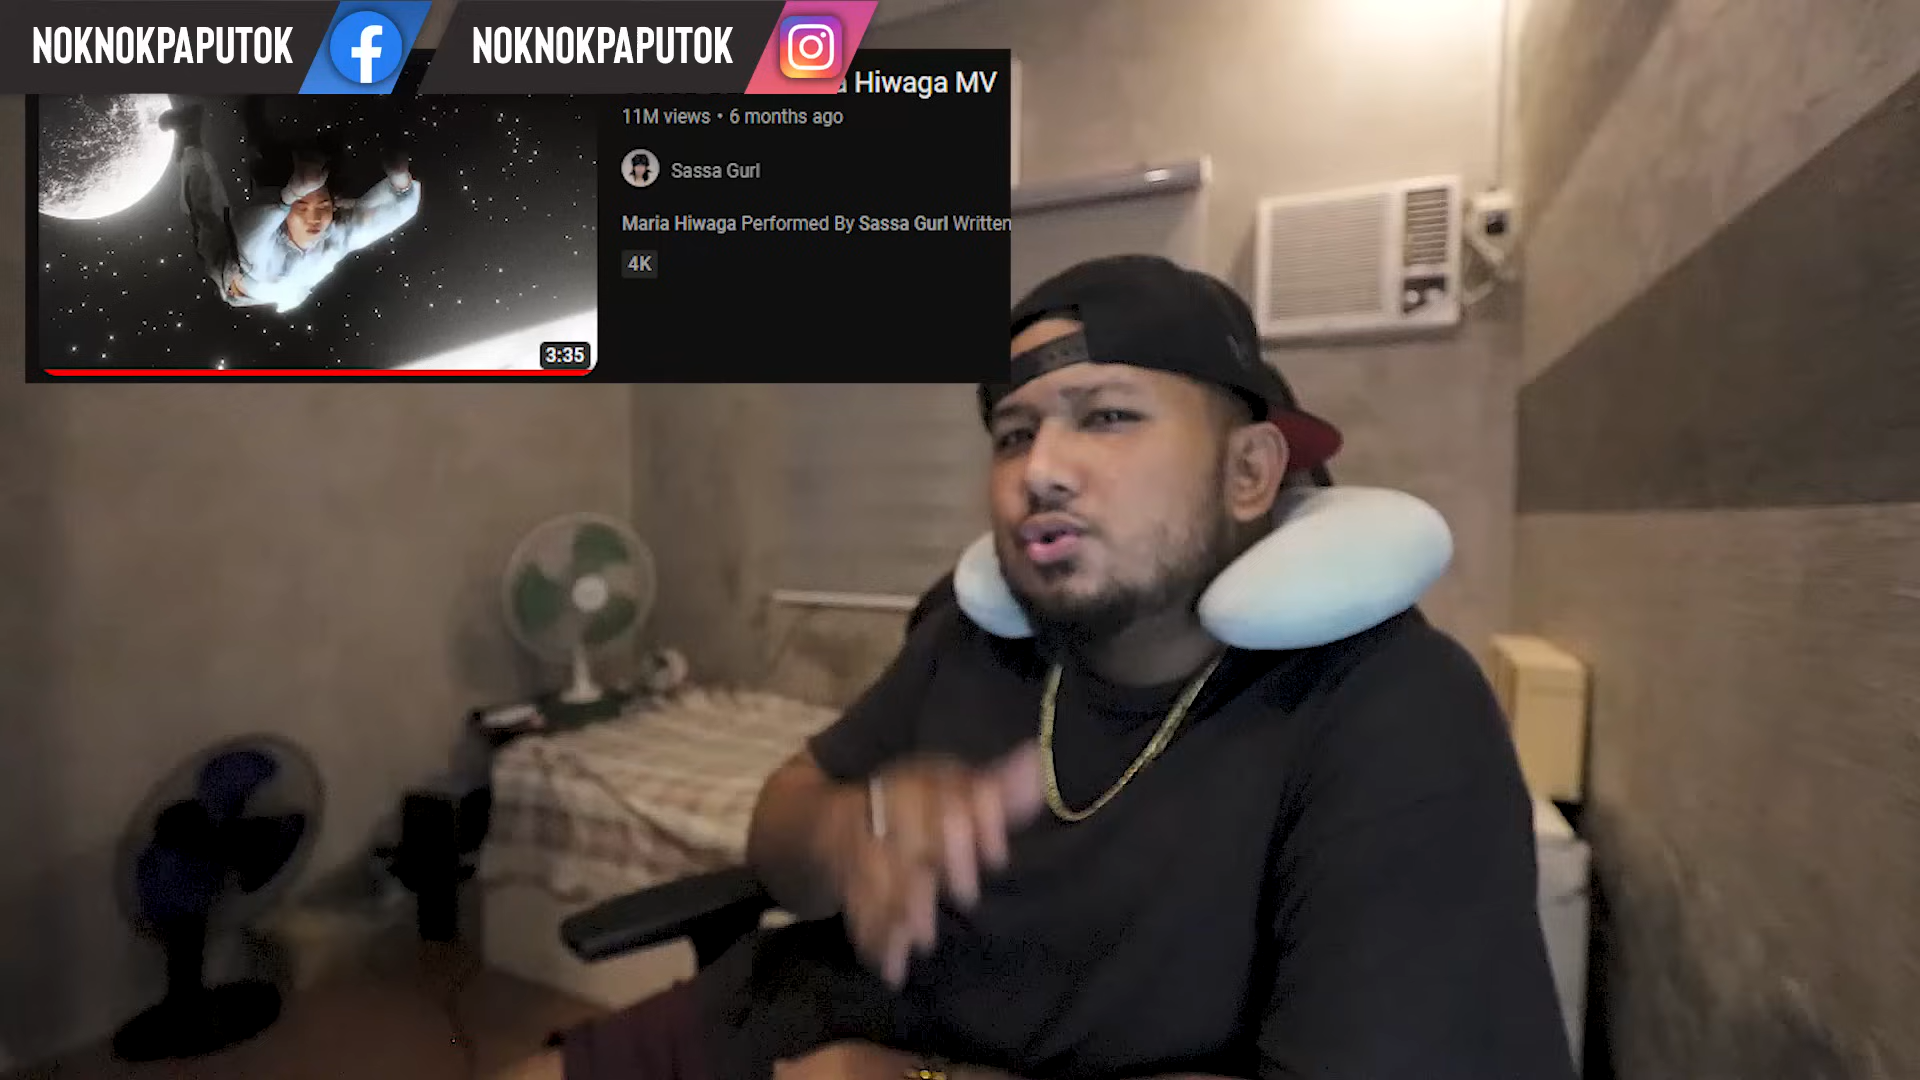 NOKNOKPAPUTOK
NOKNOKPAPUTOK
a Hiwaga MV
11M views • 6 months ago
Sassa Gurl
Maria Hiwaga Performed By Sassa Gurl Written
4K
3:35